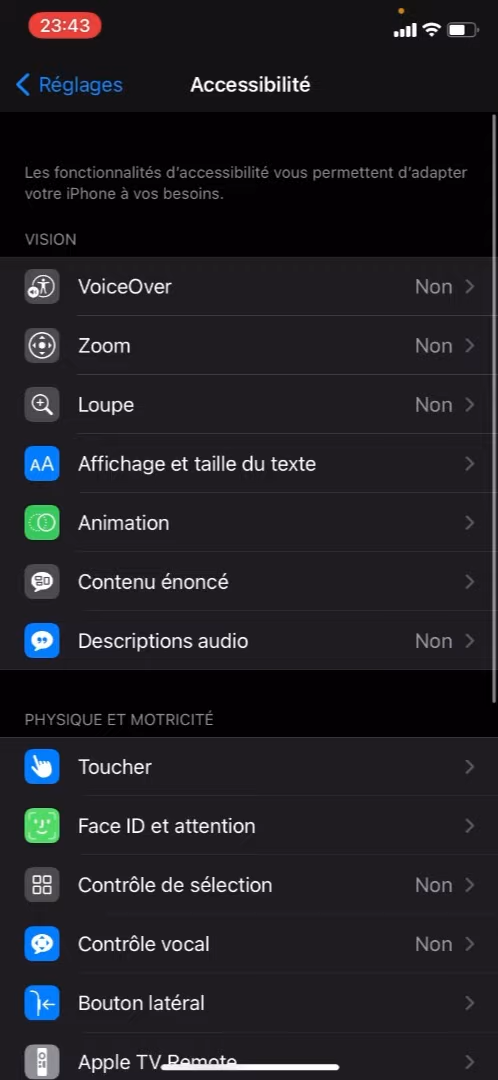 23:43
Réglages
Accessibilité
Les fonctionnalités d'accessibilité vous permettent d'adapter
votre iPhone à vos besoins.
VISION
VoiceOver Non
Zoom Non
Loupe Non
AA Affichage et taille du texte
Animation
Contenu énoncé
Descriptions audio Non
PHYSIQUE ET MOTRICITÉ
Toucher
Face ID et attention
Contrôle de sélection Non
Contrôle vocal Non
Bouton latéral
Apple TV Remote